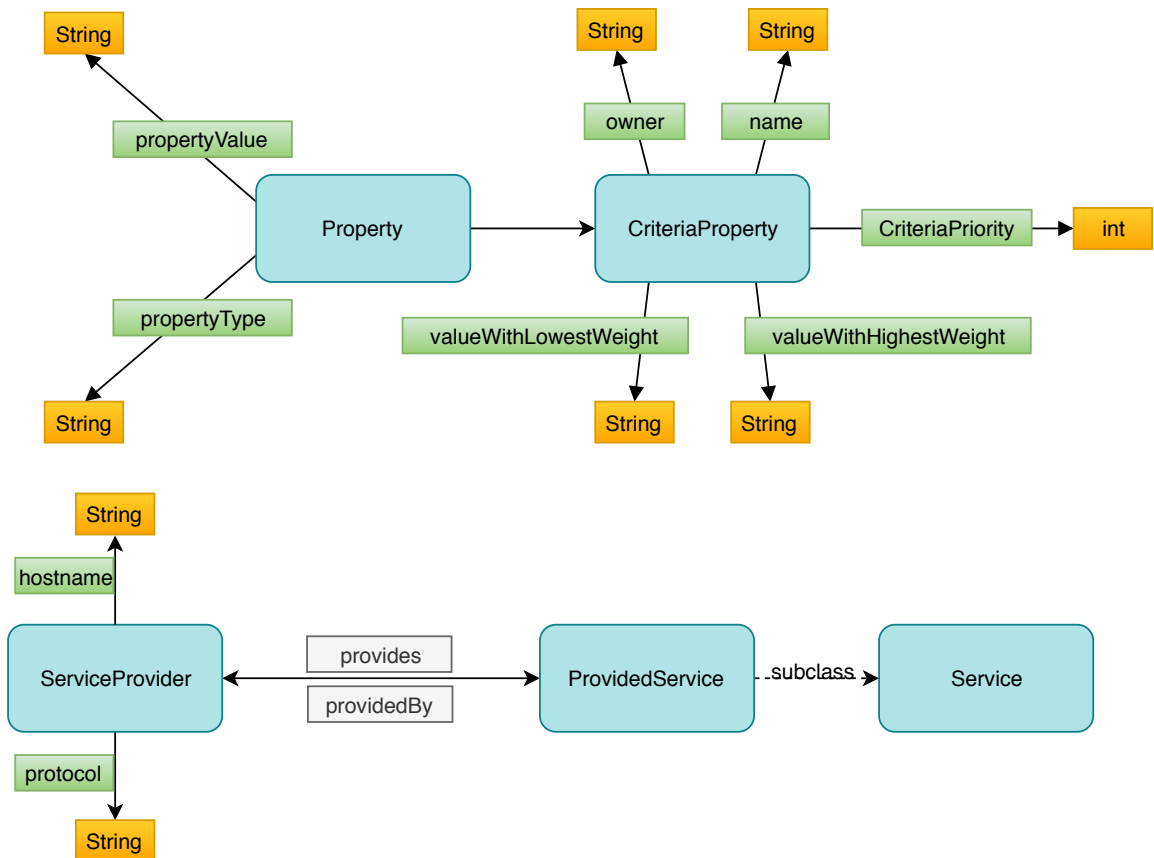 String
String
String
propertyValue
owner
name
Property
CriteriaProperty
CriteriaPriority
int
propertyType
valueWithLowestWeight
valueWithHighestWeight
String
String
String
String
hostname
ServiceProvider
provides
providedBy
ProvidedService
subclass
Service
protocol
String